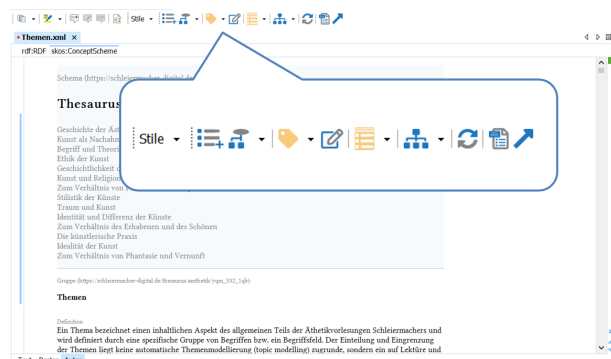 Stile
Themen.xml ×
rdf:RDF skos:ConceptScheme
Schema (https://schleiermacher-digital.de
Thesaurus
Stile
Geschichte der
Kunst als Nachahm
Begriff und Theori
Ethik der Kunst
Geschichtlichkeit
Kunst und Religion
Zum Verhältnis von
Stilistik der Künste
Traum und Kunst
Identität und Differenz der Künste
Zum Verhältnis des Erhabenen und des Schönen
Die künstlerische Praxis
Idealität der Kunst
Zum Verhältnis von Phantasie und Vernunft
Gruppe (https://schleiermacher-digital.de/thesaurus/aesthetik/yqm_332_1qb)
Themen
Definition
Ein Thema bezeichnet einen inhaltlichen Aspekt des allgemeinen Teils der Äthetikvorlesungen Schleiermachers und
wird definiert durch eine spezifische Gruppe von Begriffen bzw. ein Begriffsfeld. Der Einteilung und Eingrenzung
der Themen liegt keine automatische Themenmodellierung (topic modelling) zugrunde, sondern ein auf Lektüre und